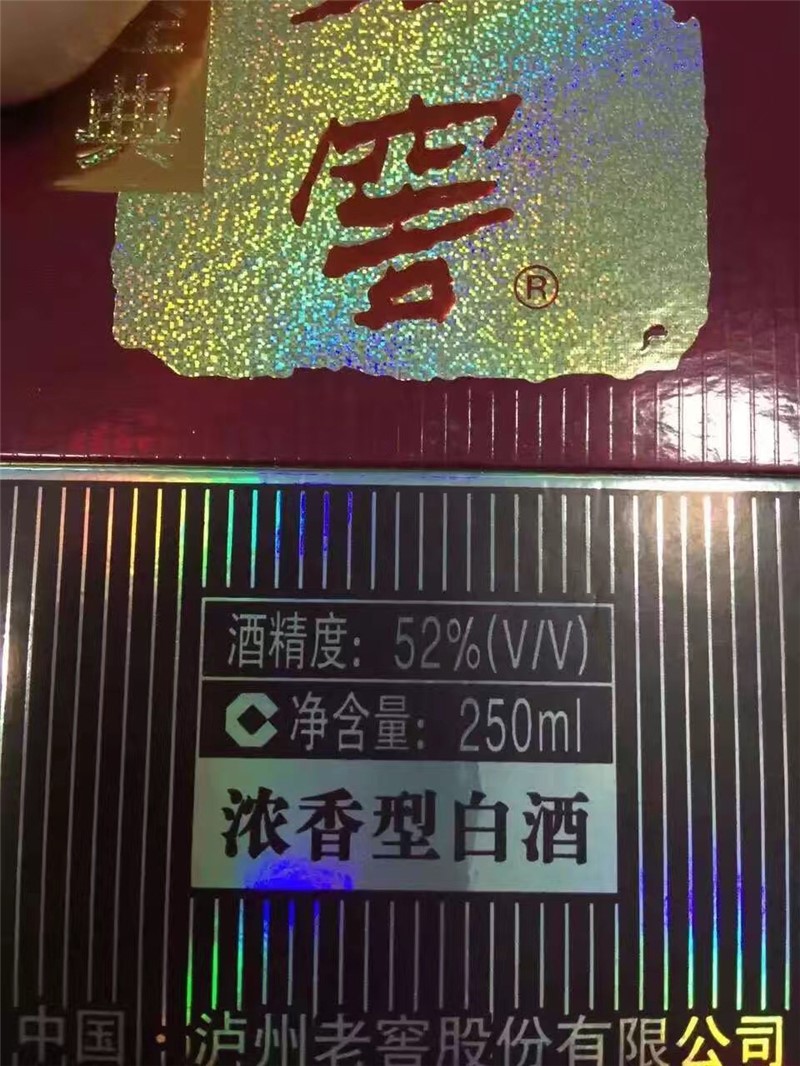 典
窖®
酒精度：52%(V/V)
净含量：250ml
浓香型白酒
中国·泸州老窖股份有限公司